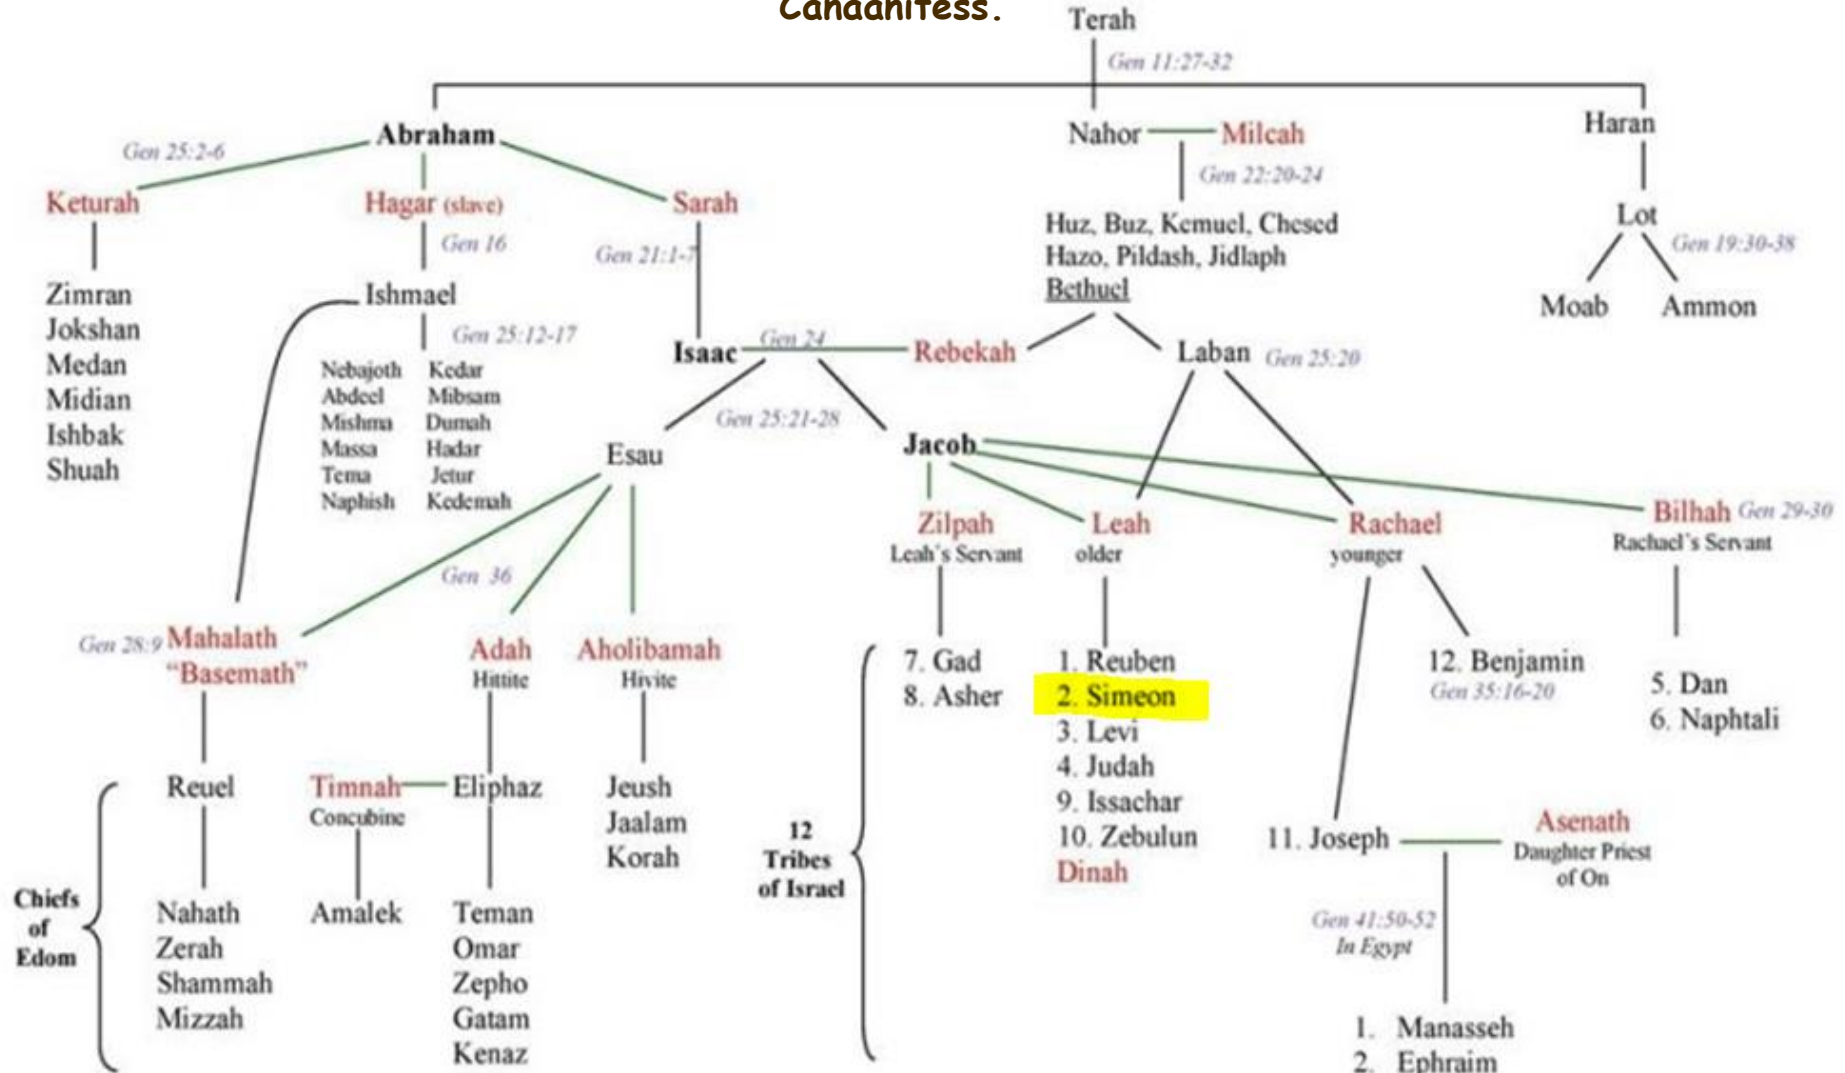 Canaanitess.
Terah
Gen 11:27-32
Abraham
Nahor
Milcah
Haran
Gen 25:2-6
Gen 22:20-24
Keturah
Hagar (slave)
Sarah
Lot
Gen 16
Gen 21:1-7
Gen 19:30-38
Huz, Buz, Kemuel, Chesed
Hazo, Pildash, Jidlaph
Bethuel
Moab
Ammon
Zimran
Jokshan
Medan
Midian
Ishbak
Shuah
Ishmael
Gen 25:12-17
Nebajoth Kedar
Abdeel Mibsam
Mishma Dumah
Massa Hadar
Tema Jetur
Naphish Kedemah
Isaac
Gen 24
Rebekah
Laban
Gen 25:20
Gen 25:21-28
Esau
Jacob
Zilpah
Leah's Servant
Leah
older
Rachael
younger
Bilhah
Gen 29-30
Rachael's Servant
Gen 36
Gen 28:9
Mahalath
"Basemath"
Adah
Hittite
Aholibamah
Hivite
7. Gad
8. Asher
1. Reuben
2. Simeon
3. Levi
4. Judah
9. Issachar
10. Zebulun
Dinah
12. Benjamin
Gen 35:16-20
5. Dan
6. Naphtali
Reuel
Timnah
Concubine
Eliphaz
Jeush
Jaalam
Korah
12
Tribes
of Israel
11. Joseph
Asenath
Daughter Priest
of On
Chiefs
of
Edom
Nahath
Zerah
Shammah
Mizzah
Amalek
Teman
Omar
Zepho
Gatam
Kenaz
Gen 41:50-52
In Egypt
1. Manasseh
2. Ephraim